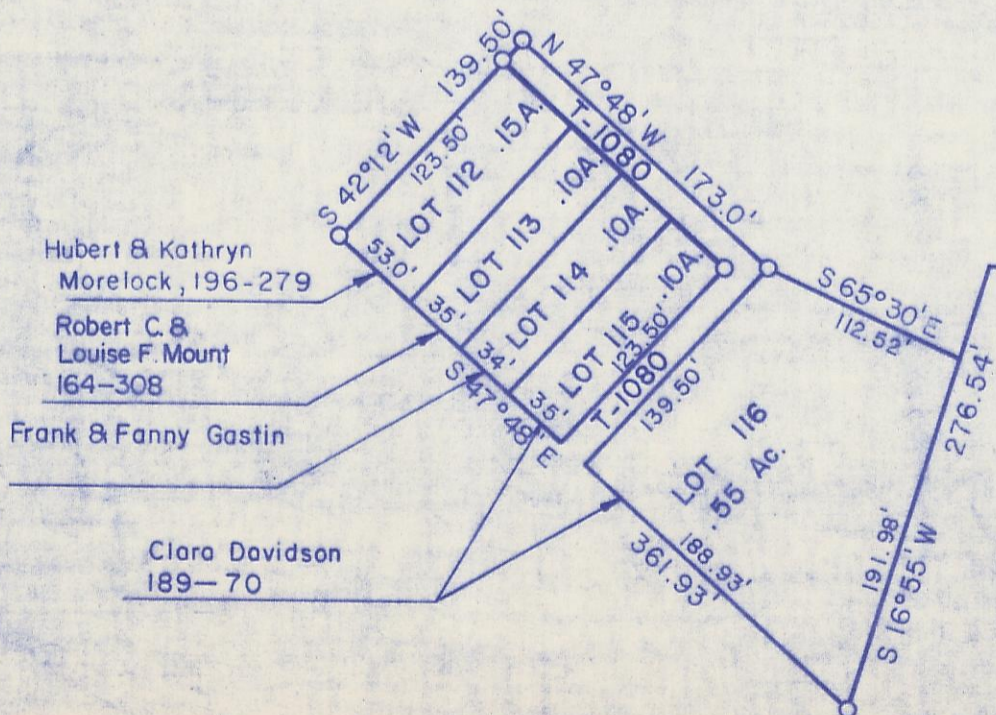 139.50'
N 47°48' W
173.0'
T-1080
S 42°12' W
123.50'
LOT 112 .15A.
53.0'
LOT 113 .10A.
35'
LOT 114 .10A.
34'
LOT 115 .10A.
35'
123.50'
T-1080
139.50'
S 47°48' E
S 65°30' E
112.52'
276.54'
191.98'
S 16°55' W
LOT 116
.55 Ac.
188.93'
361.93'
Hubert & Kathryn
Morelock, 196-279
Robert C. &
Louise F. Mount
164-308
Frank & Fanny Gastin
Clara Davidson
189-70